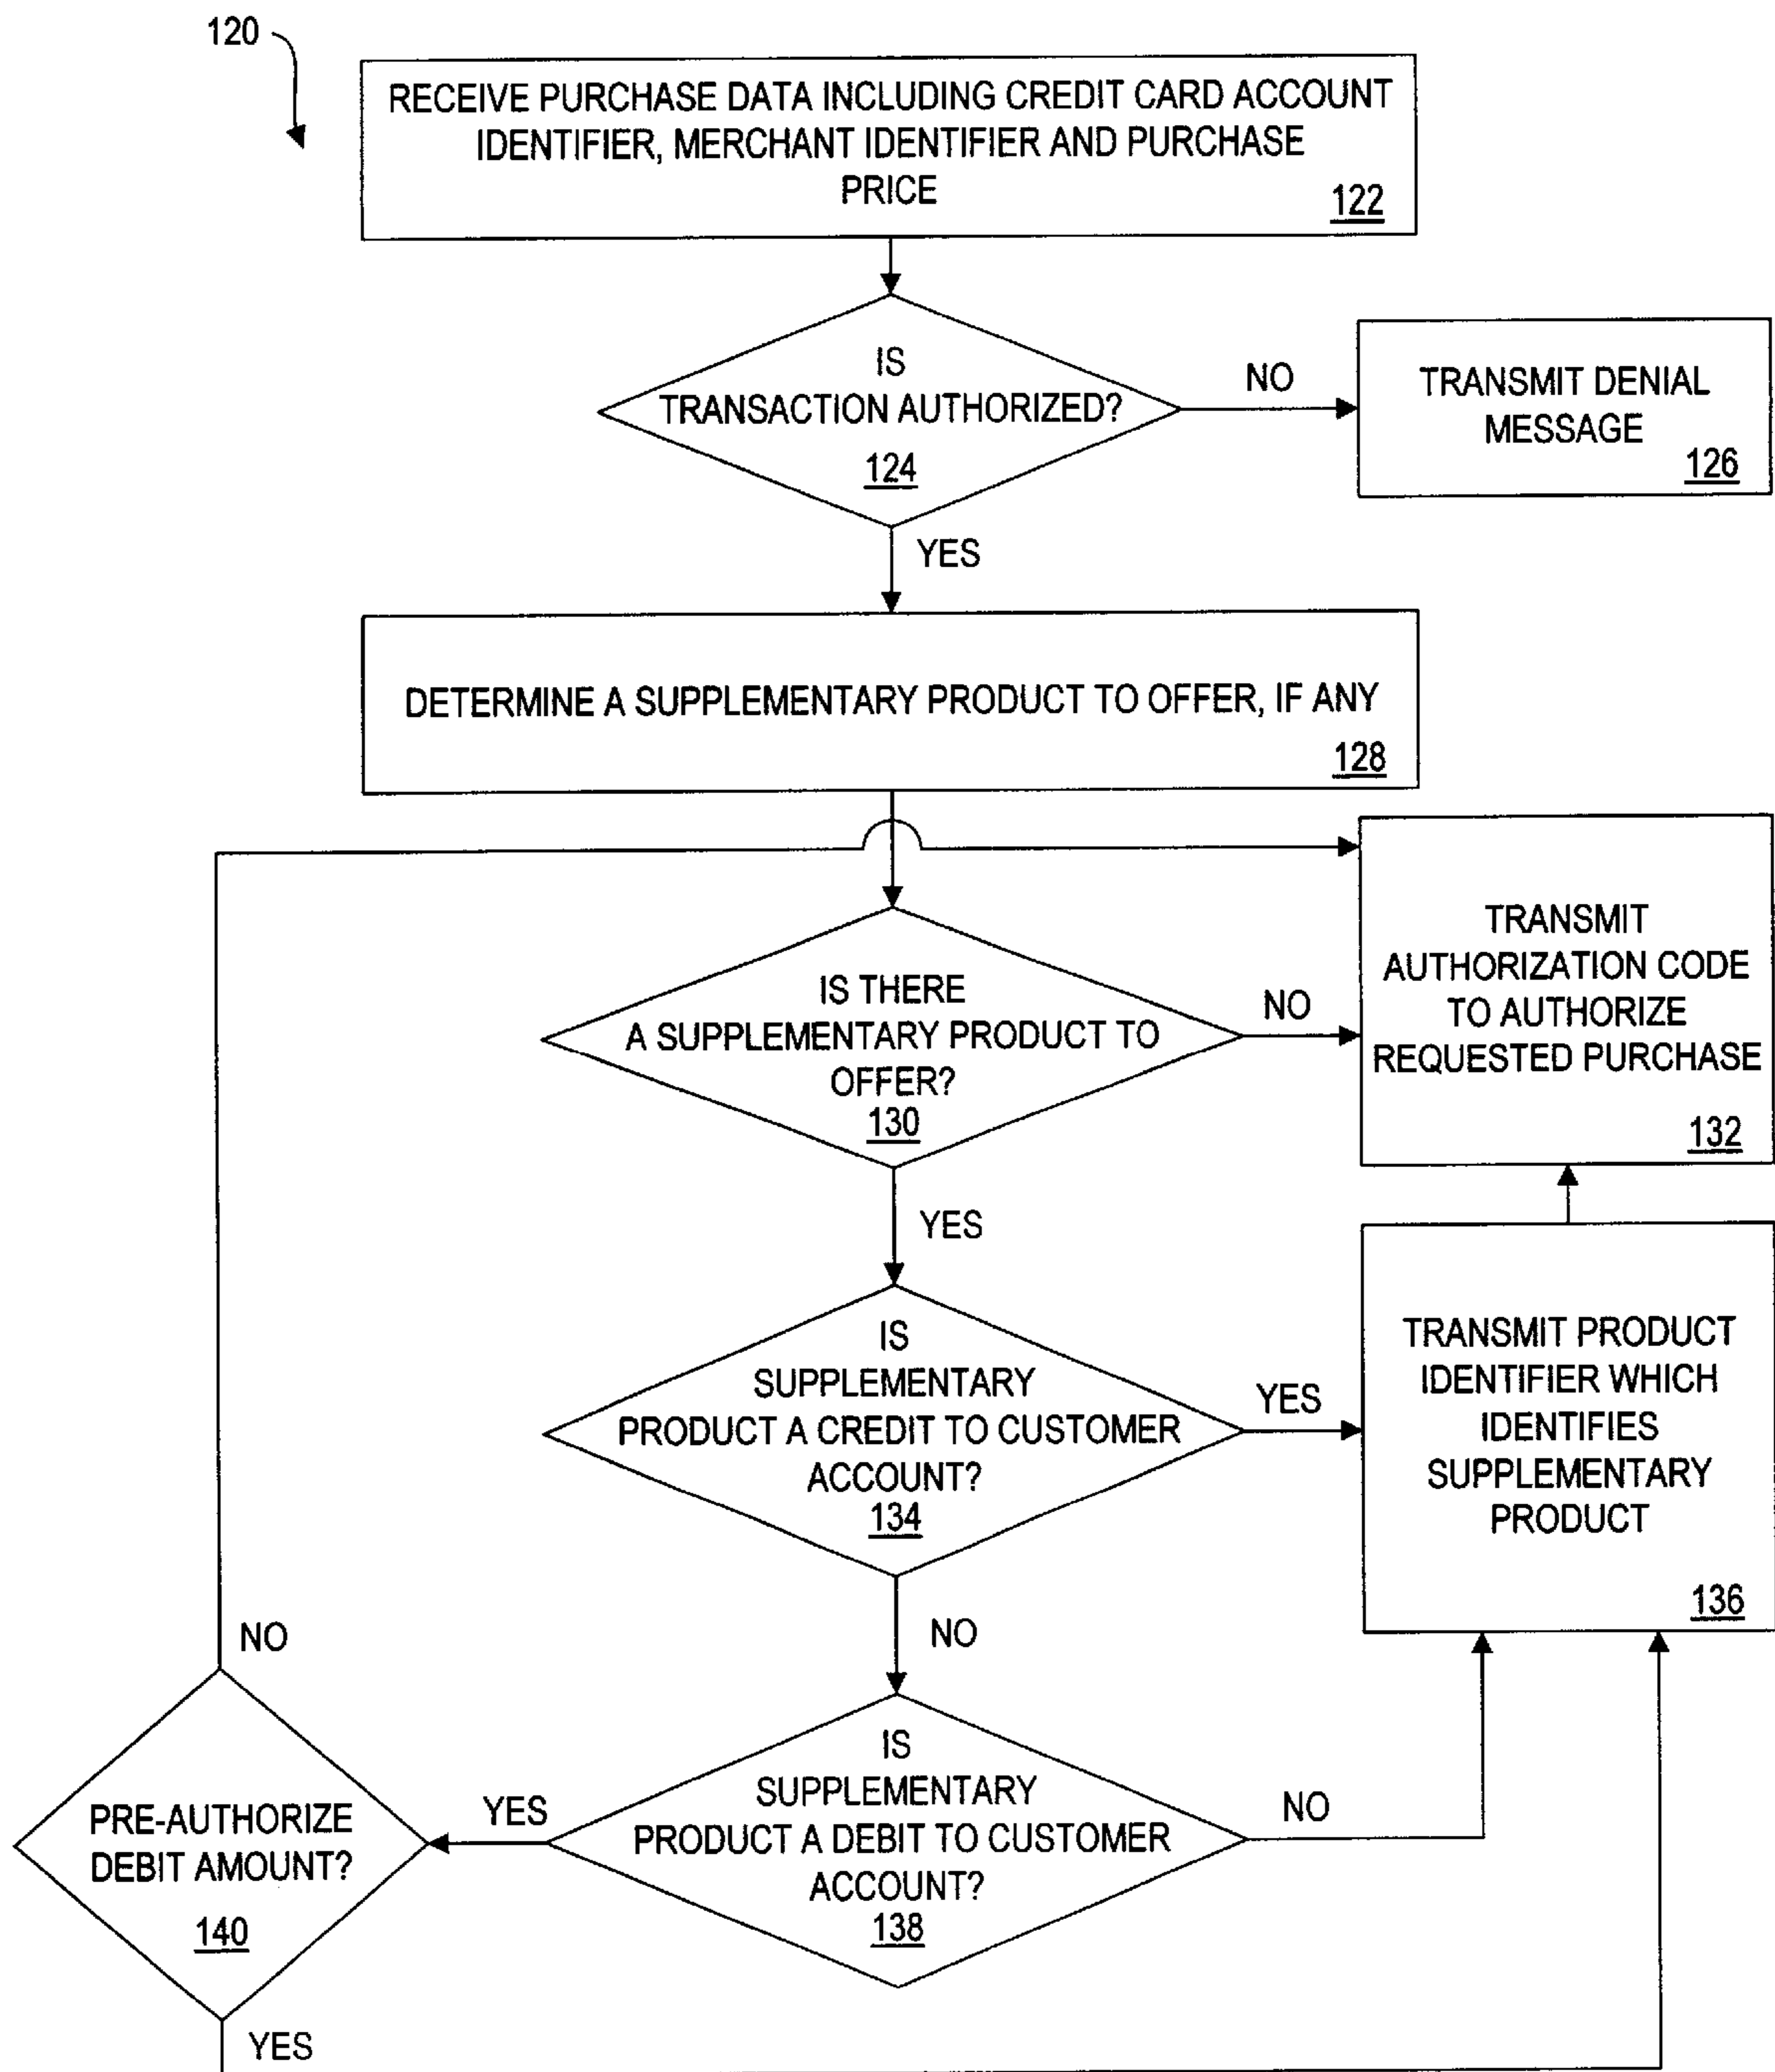 120
RECEIVE PURCHASE DATA INCLUDING CREDIT CARD ACCOUNT
IDENTIFIER, MERCHANT IDENTIFIER AND PURCHASE
PRICE
122
IS
TRANSACTION AUTHORIZED?
124
NO
TRANSMIT DENIAL
MESSAGE
126
YES
DETERMINE A SUPPLEMENTARY PRODUCT TO OFFER, IF ANY
128
IS THERE
A SUPPLEMENTARY PRODUCT TO
OFFER?
130
NO
TRANSMIT
AUTHORIZATION CODE
TO AUTHORIZE
REQUESTED PURCHASE
132
YES
IS
SUPPLEMENTARY
PRODUCT A CREDIT TO CUSTOMER
ACCOUNT?
134
YES
TRANSMIT PRODUCT
IDENTIFIER WHICH
IDENTIFIES
SUPPLEMENTARY
PRODUCT
136
NO
NO
IS
SUPPLEMENTARY
PRODUCT A DEBIT TO CUSTOMER
ACCOUNT?
138
NO
YES
PRE-AUTHORIZE
DEBIT AMOUNT?
140
YES